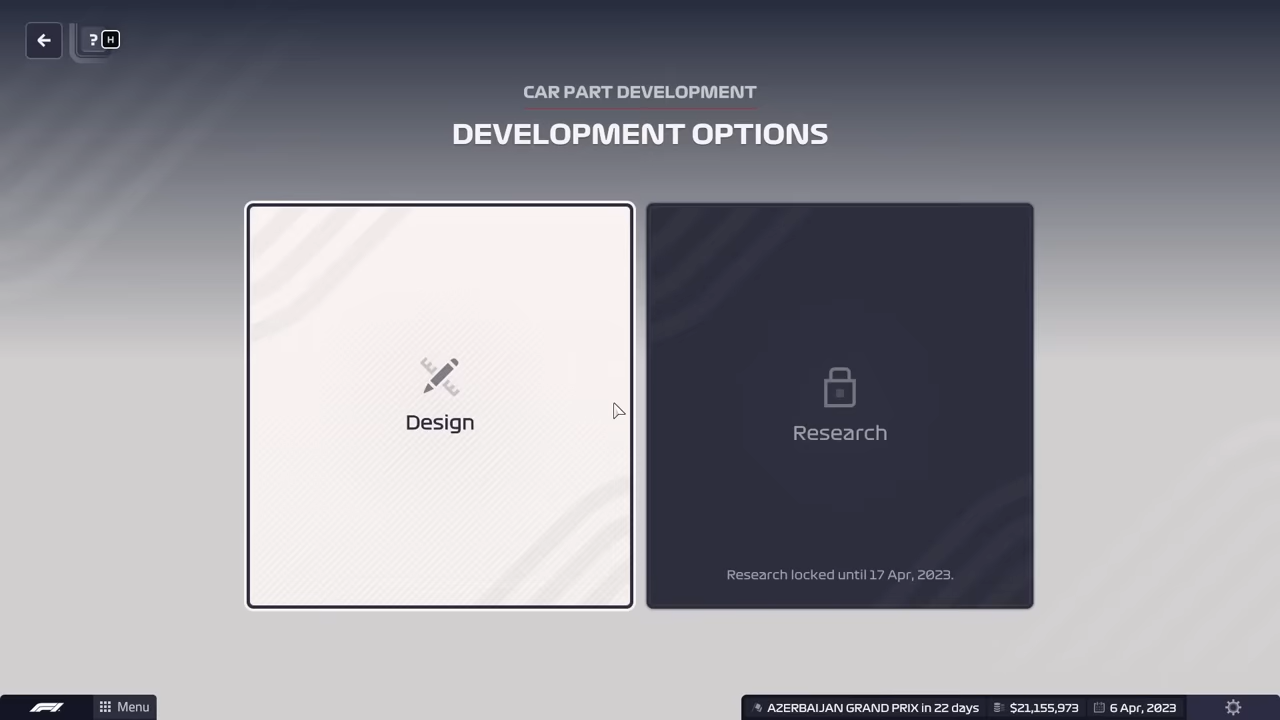 ? H
CAR PART DEVELOPMENT
DEVELOPMENT OPTIONS
Design
Research
Research locked until 17 Apr, 2023.
Menu
AZERBAIJAN GRAND PRIX in 22 days
$21,155,973
6 Apr, 2023